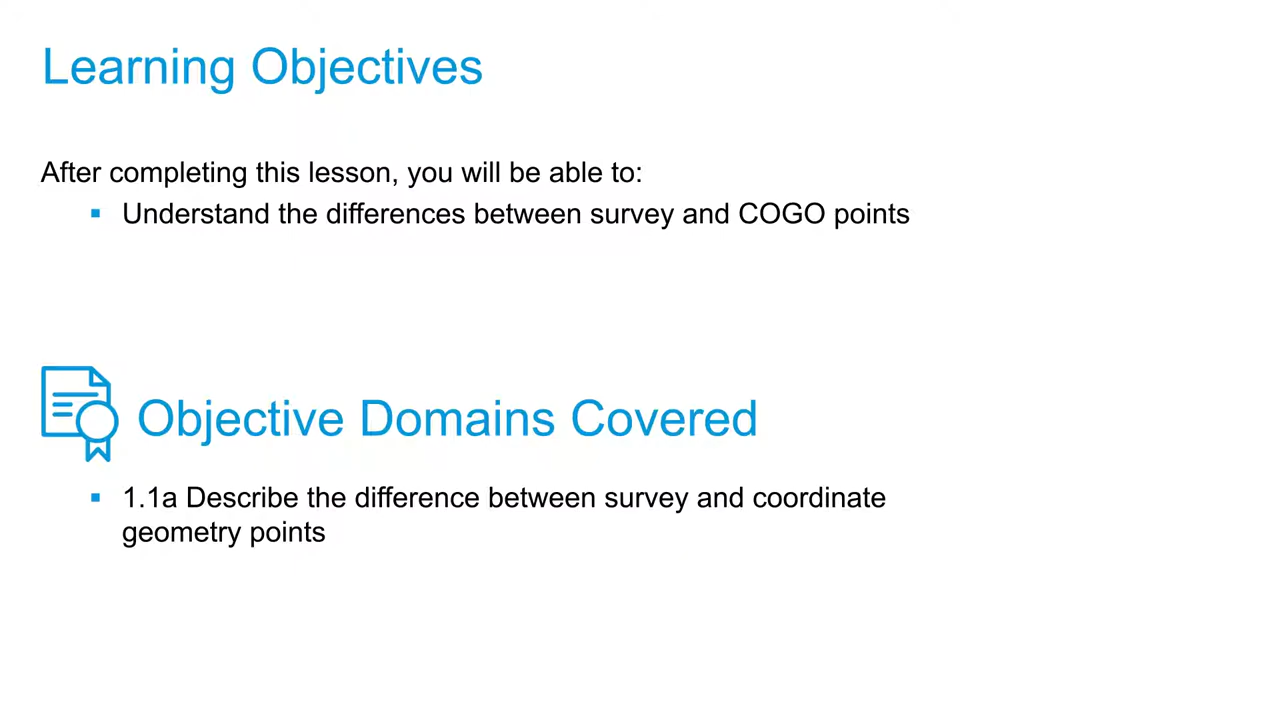 Learning Objectives
After completing this lesson, you will be able to:
▪ Understand the differences between survey and COGO points
Objective Domains Covered
▪ 1.1a Describe the difference between survey and coordinate
geometry points